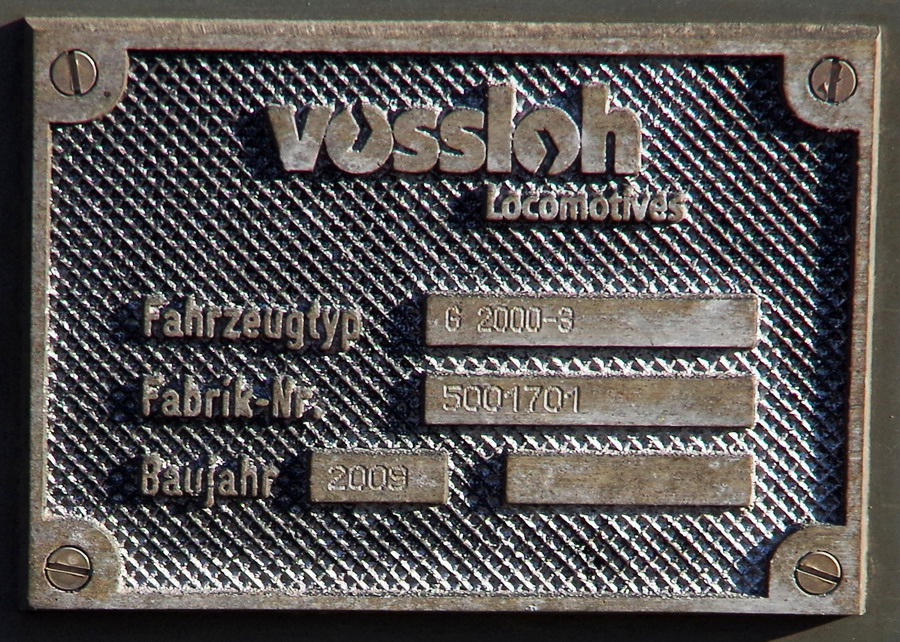 vossloh
Locomotives
Fahrzeugtyp G 2000-3
Fabrik-Nr. 5001701
Baujahr 2009